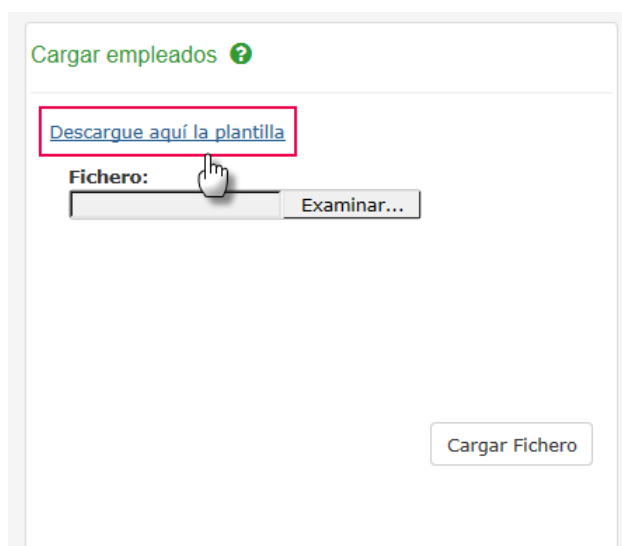 Cargar empleados ?
Descargue aquí la plantilla
Fichero:
Examinar...
Cargar Fichero